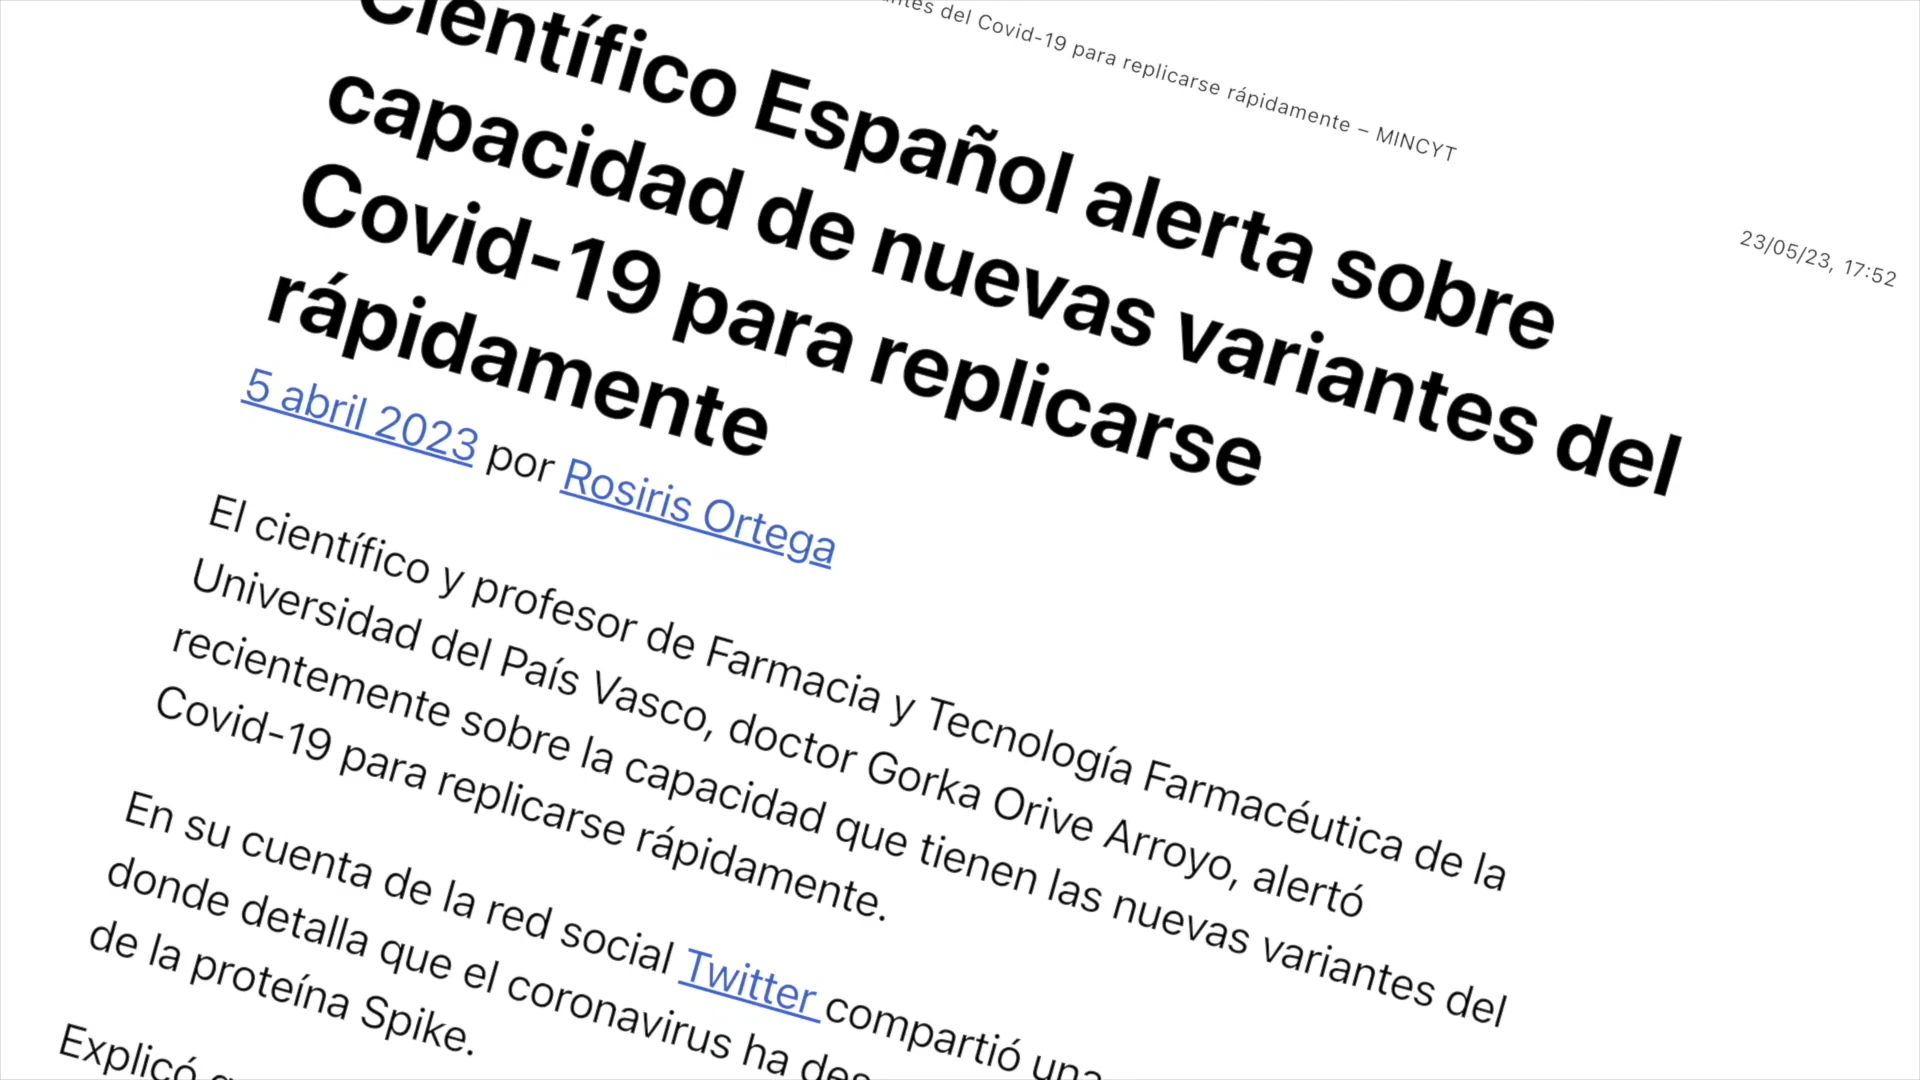 del Covid-19 para replicarse rápidamente – MINCYT
23/05/23, 17:52
Científico Español alerta sobre
capacidad de nuevas variantes del
Covid-19 para replicarse
rápidamente
5 abril 2023 por Rosiris Ortega
El científico y profesor de Farmacia y Tecnología Farmacéutica de la
Universidad del País Vasco, doctor Gorka Orive Arroyo, alertó
recientemente sobre la capacidad que tienen las nuevas variantes del
Covid-19 para replicarse rápidamente.
En su cuenta de la red social Twitter compartió una
donde detalla que el coronavirus ha
de la proteína Spike.
Explicó